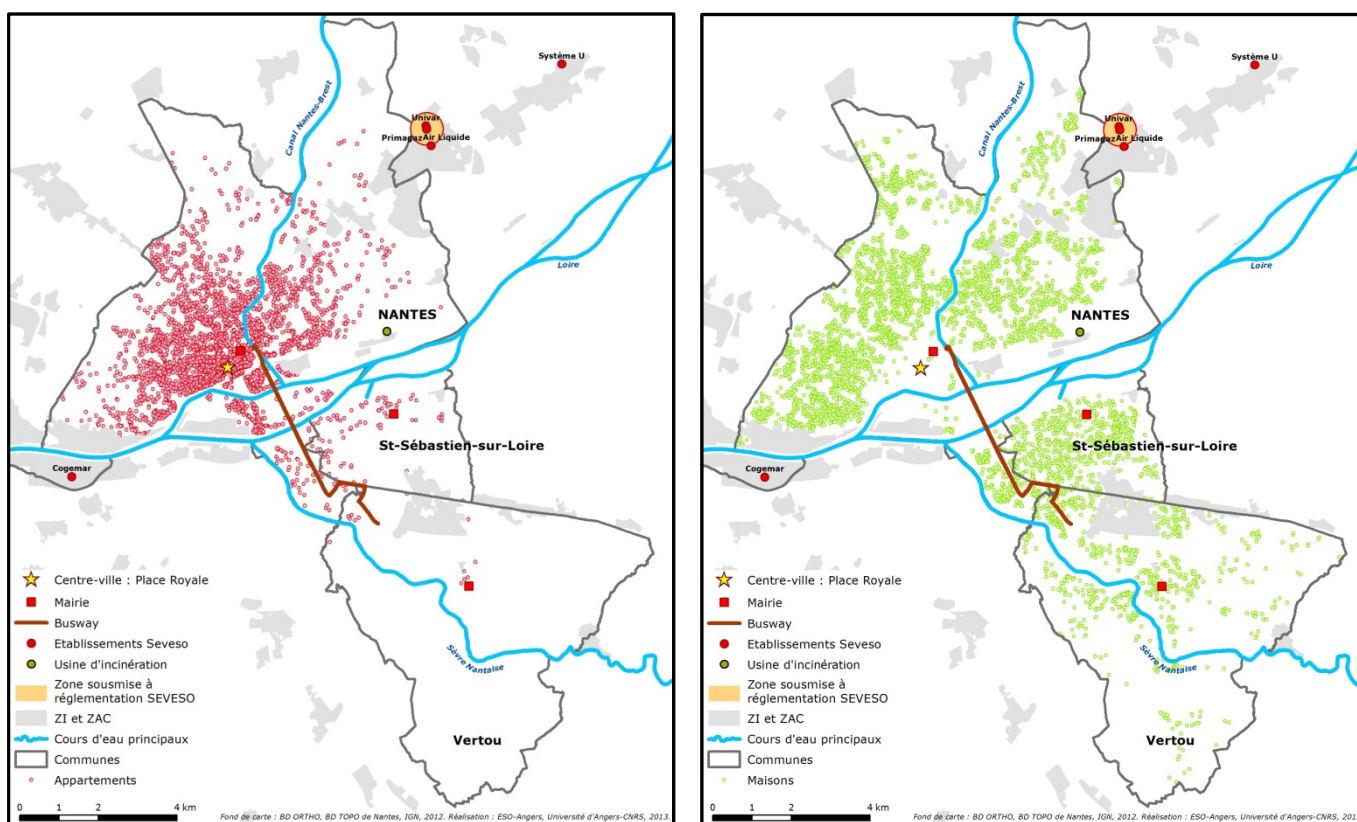 Système U
Univar
PrimagazAir Liquide
Canal Nantes-Brest
Loire
NANTES
St-Sébastien-sur-Loire
Cogemar
Sèvre Nantaise
Vertou
Centre-ville : Place Royale
Mairie
Busway
Etablissements Seveso
Usine d'incinération
Zone sousmise à
réglementation SEVESO
ZI et ZAC
Cours d'eau principaux
Communes
Appartements
0 1 2 4 km
Fond de carte : BD ORTHO, BD TOPO de Nantes, IGN, 2012. Réalisation : ESO-Angers, Université d'Angers-CNRS, 2013.
Système U
Univar
PrimagazAir Liquide
Canal Nantes-Brest
Loire
NANTES
St-Sébastien-sur-Loire
Cogemar
Sèvre Nantaise
Vertou
Centre-ville : Place Royale
Mairie
Busway
Etablissements Seveso
Usine d'incinération
Zone sousmise à
réglementation SEVESO
ZI et ZAC
Cours d'eau principaux
Communes
Maisons
0 1 2 4 km
Fond de carte : BD ORTHO, BD TOPO de Nantes, IGN, 2012. Réalisation : ESO-Angers, Université d'Angers-CNRS, 201